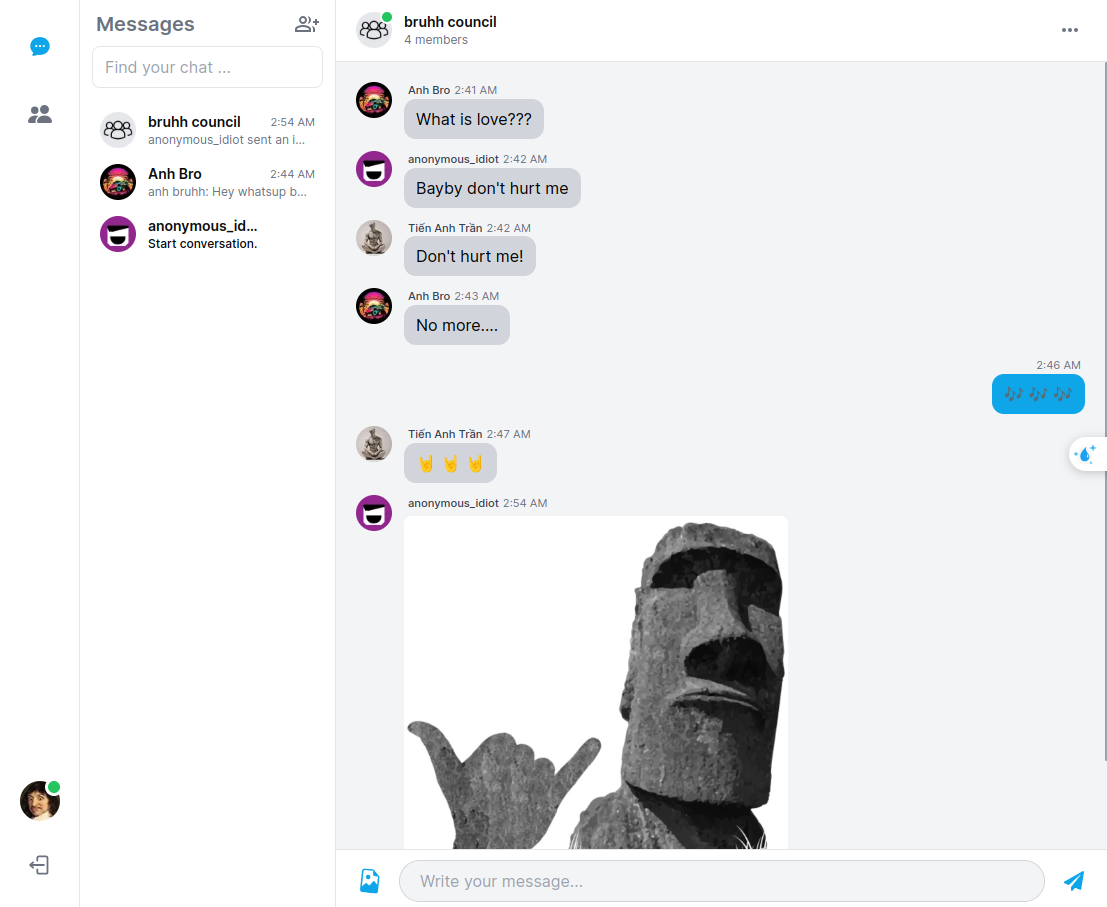 Messages
Find your chat ...
bruhh council 2:54 AM
anonymous_idiot sent an i...
Anh Bro 2:44 AM
anh bruhh: Hey whatsup b...
anonymous_id...
Start conversation.
bruhh council
4 members
Anh Bro 2:41 AM
What is love???
anonymous_idiot 2:42 AM
Bayby don't hurt me
Tiến Anh Trần 2:42 AM
Don't hurt me!
Anh Bro 2:43 AM
No more....
2:46 AM
🎶 🎶 🎶
Tiến Anh Trần 2:47 AM
🤘 🤘 🤘
anonymous_idiot 2:54 AM
Write your message...